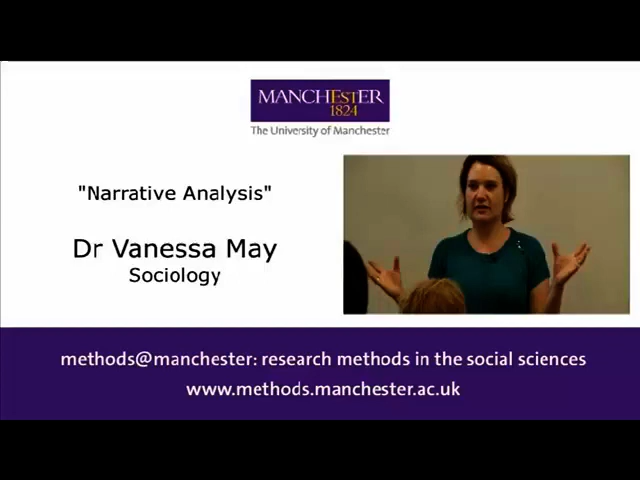 MANCHESTER
1824
The University of Manchester
"Narrative Analysis"
Dr Vanessa May
Sociology
methods@manchester: research methods in the social sciences
www.methods.manchester.ac.uk